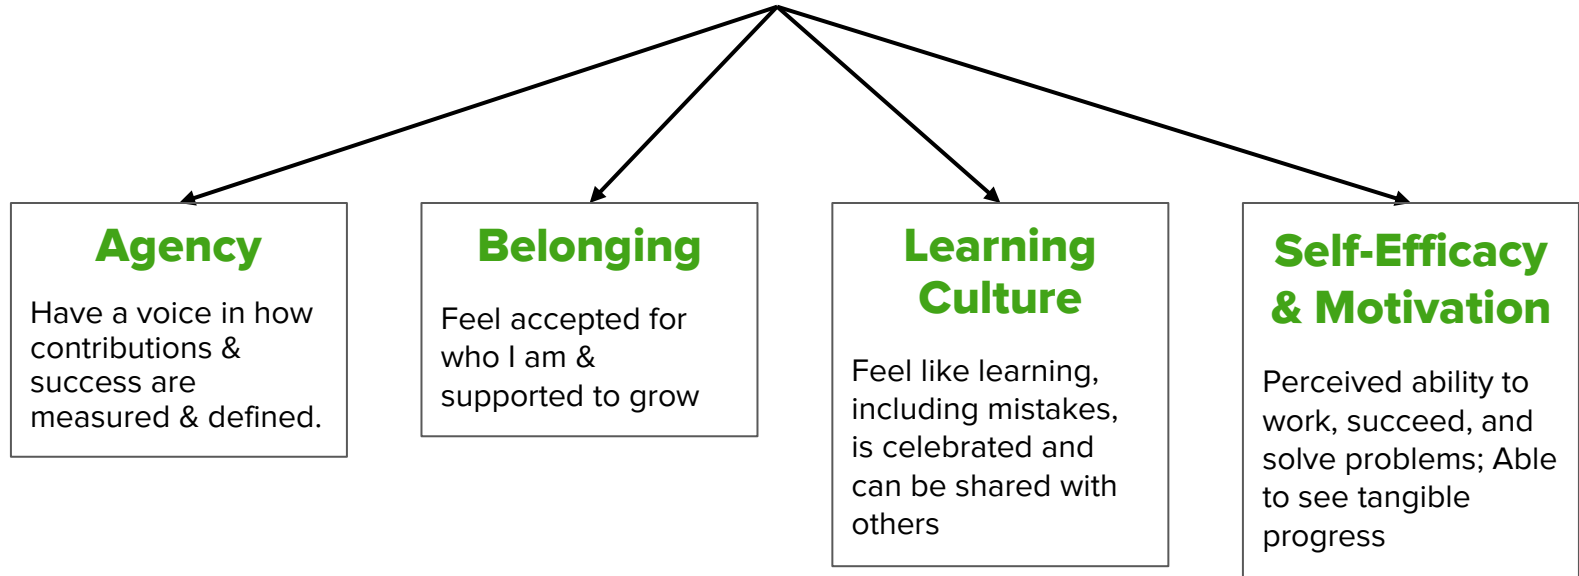 Agency
Have a voice in how
contributions &
success are
measured & defined.
Belonging
Feel accepted for
who I am &
supported to grow
Learning
Culture
Feel like learning,
including mistakes,
is celebrated and
can be shared with
others
Self-Efficacy
& Motivation
Perceived ability to
work, succeed, and
solve problems; Able
to see tangible
progress